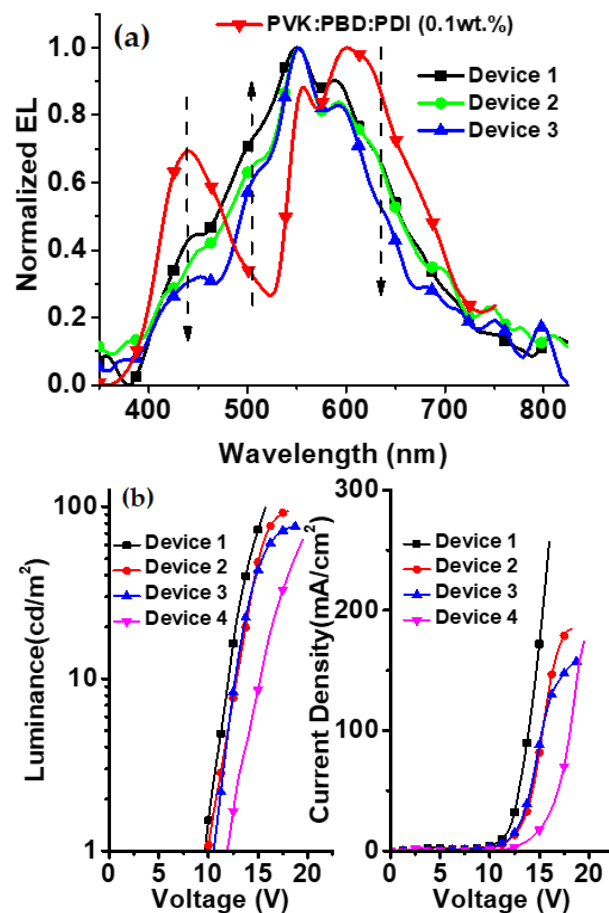 (a)
PVK:PBD:PDI (0.1wt.%)
Device 1
Device 2
Device 3
Normalized EL
1.0
0.8
0.6
0.4
0.2
0.0
400 500 600 700 800
Wavelength (nm)
(b)
Luminance(cd/m²)
100
10
1
Device 1
Device 2
Device 3
Device 4
0 5 10 15 20
Voltage (V)
Current Density(mA/cm²)
300
200
100
0
Device 1
Device 2
Device 3
Device 4
0 5 10 15 20
Voltage (V)